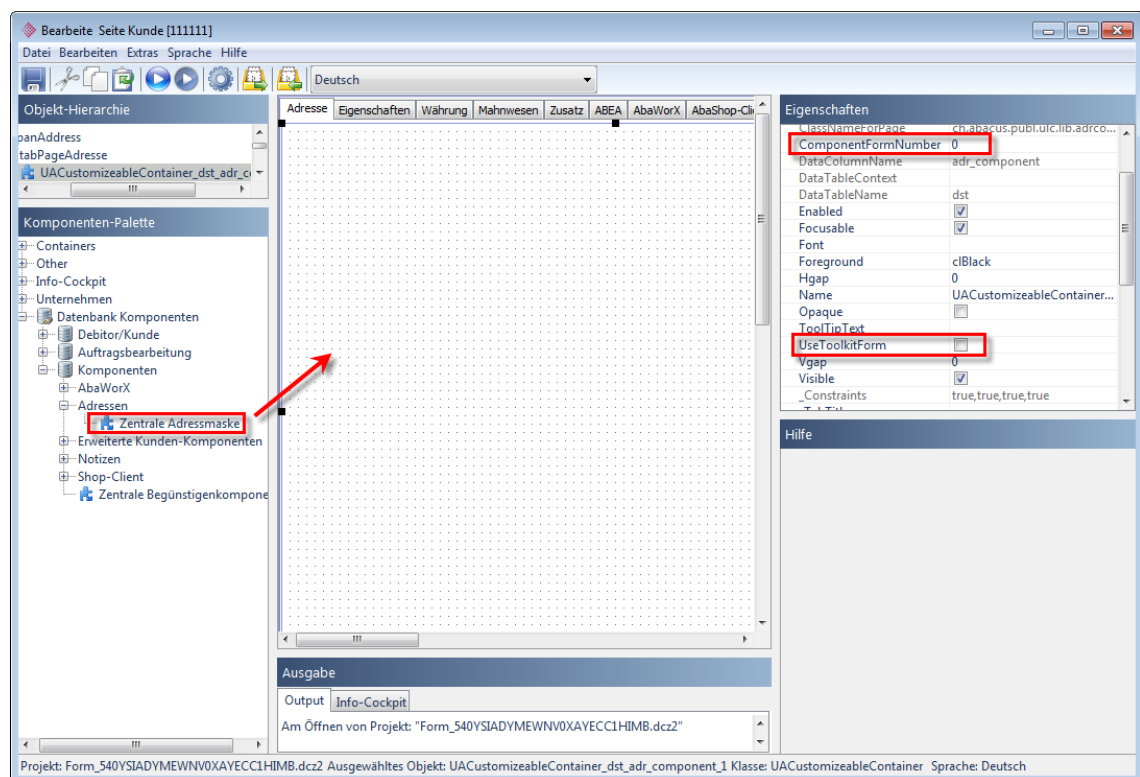 Bearbeite Seite Kunde [111111]
Datei Bearbeiten Extras Sprache Hilfe
Deutsch
Objekt-Hierarchie
panAddress
tabPageAdresse
UACustomizeableContainer_dst_adr_c
Komponenten-Palette
Containers
Other
Info-Cockpit
Unternehmen
Datenbank Komponenten
Debitor/Kunde
Auftragsbearbeitung
Komponenten
AbaWorX
Adressen
Zentrale Adressmaske
Erweiterte Kunden-Komponenten
Notizen
Shop-Client
Zentrale Begünstigenkompone
Adresse Eigenschaften Währung Mahnwesen Zusatz ABEA AbaWorX AbaShop-Cli
Ausgabe
Output Info-Cockpit
Am Öffnen von Projekt: "Form_540YSIADYMEWNV0XAYECC1HIMB.dcz2"
Eigenschaften
ClassNameForPage ch.abacus.publ.ulc.lib.adrco...
ComponentFormNumber 0
DataColumnName adr_component
DataTableContext
DataTableName dst
Enabled
Focusable
Font
Foreground clBlack
Hgap 0
Name UACustomizeableContainer...
Opaque
ToolTipText
UseToolkitForm
Vgap 0
Visible
_Constraints true,true,true,true
Hilfe
Projekt: Form_540YSIADYMEWNV0XAYECC1HIMB.dcz2 Ausgewähltes Objekt: UACustomizeableContainer_dst_adr_component_1 Klasse: UACustomizeableContainer Sprache: Deutsch